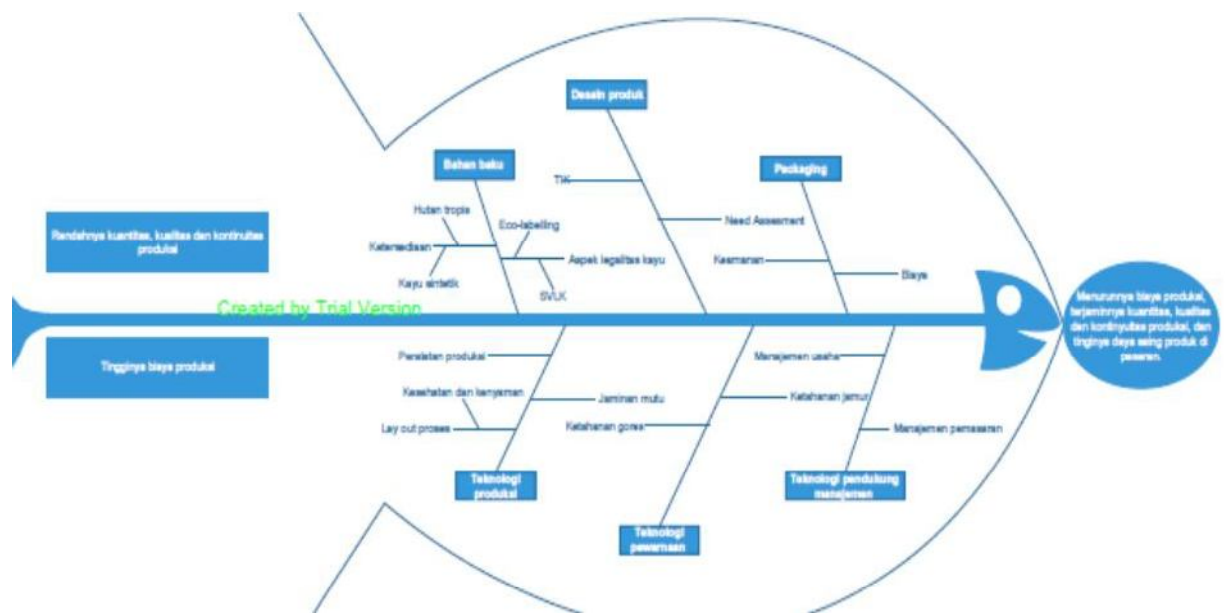 Desain produk
Bahan baku
Packaging
TIK
Hutan tropis
Eco-labelling
Need Assesment
Rendahnya kuantitas, kualitas dan kontinuitas
produksi
Ketersediaan
Aspek legalitas kayu
Keamanan
Biaya
Kayu sintetik
SVLK
Created by Trial Version
Menurunnya biaya produksi,
terjaminnya kuantitas, kualitas
dan kontinyuitas produksi, dan
tingginya daya saing produk di
pasaran.
Tingginya biaya produksi
Peralatan produksi
Manajemen usaha
Kesehatan dan kenyaman
Jaminan mutu
Ketahanan jamur
Lay out proses
Ketahanan gores
Manajemen pemasaran
Teknologi
produksi
Teknologi pendukung
manajemen
Teknologi
pewarnaan